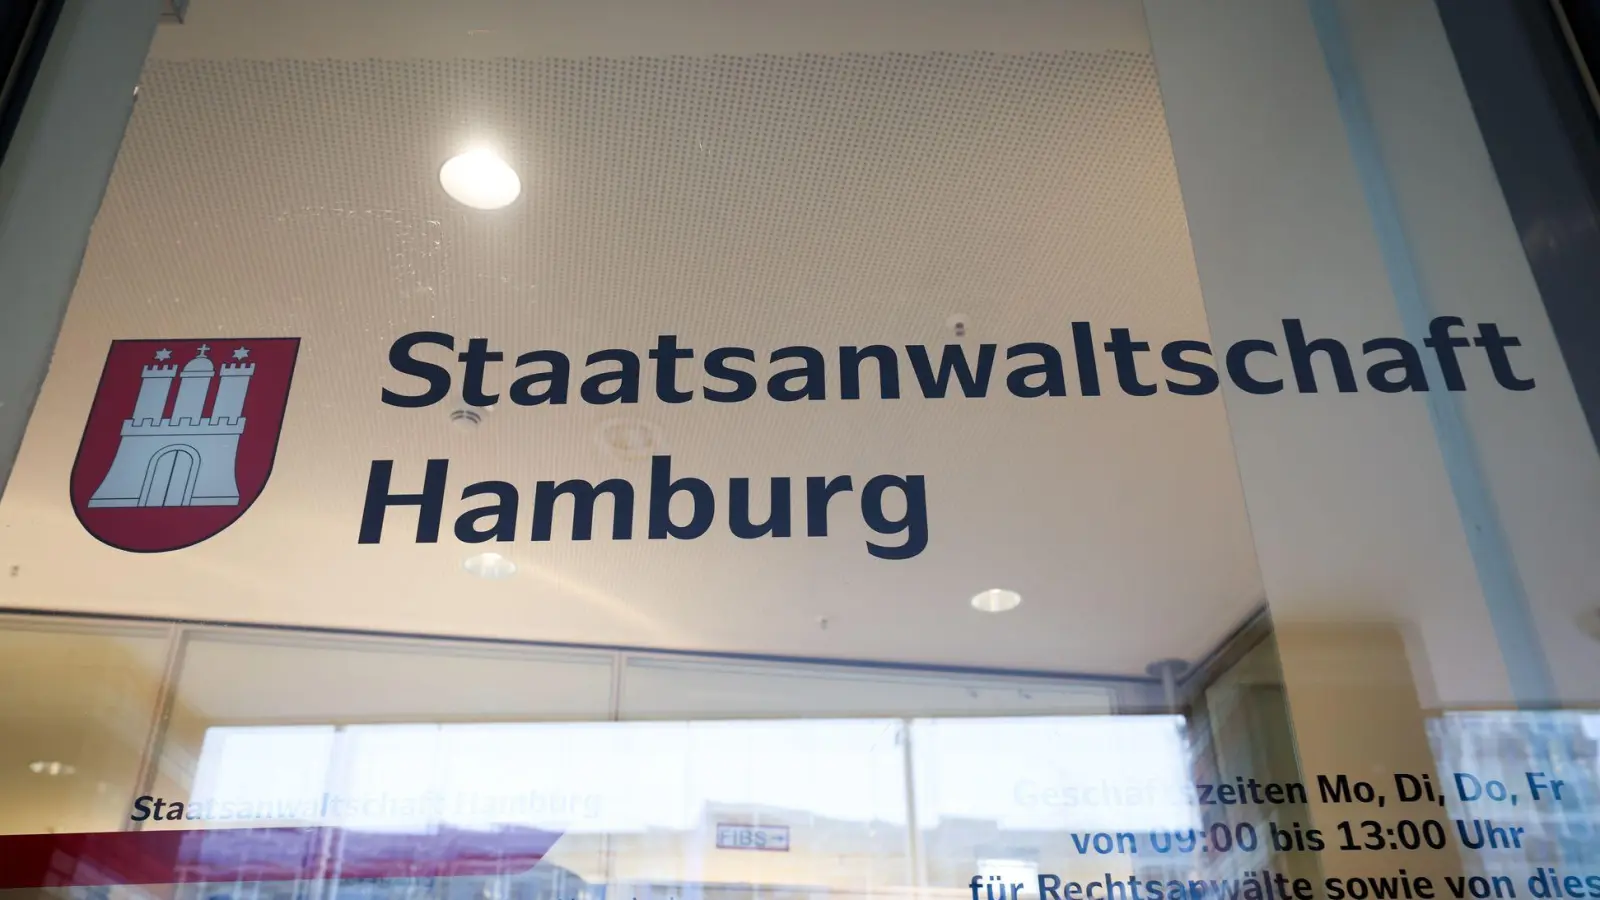 Staatsanwaltschaft
Hamburg
Staatsanwaltschaft Hamburg
FIBS→
Geschäftszeiten Mo, Di, Do, Fr
von 09:00 bis 13:00 Uhr
für Rechtsanwälte sowie von dies